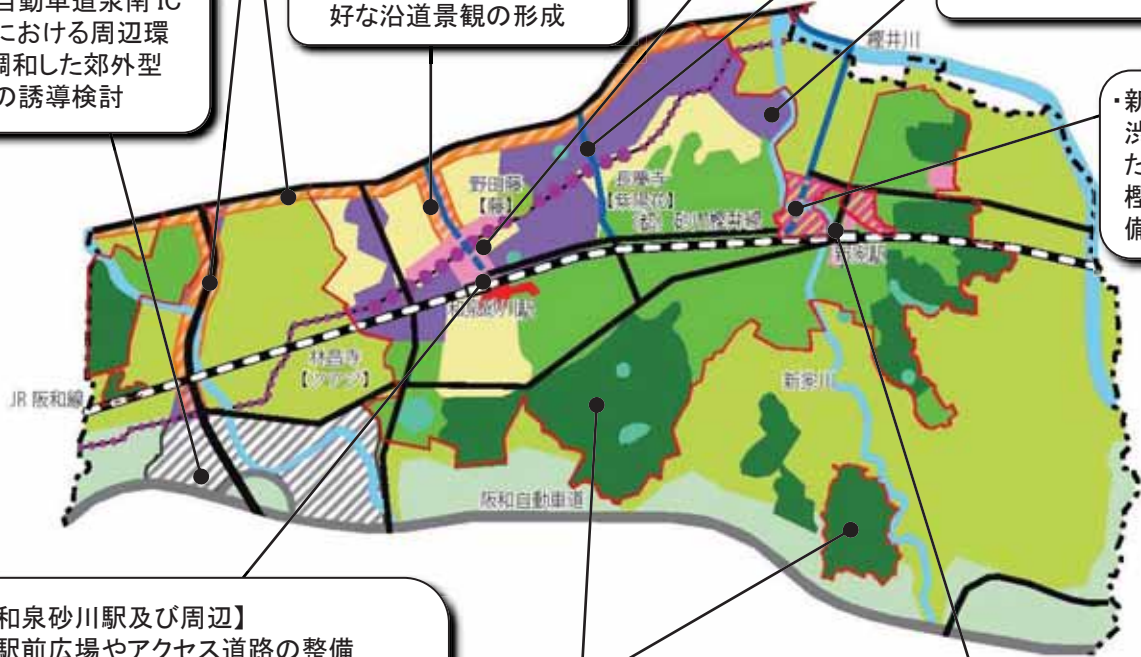 自動車道泉南IC
における周辺環
調和した郊外型
の誘導検討
好な沿道景観の形成
樫井川
・新
渋
た
樫
備
野田藤
【藤】
長慶寺
【紫陽花】
(都) 砂川樫井線
新家駅
和泉砂川駅
林昌寺
【ツツジ】
JR 阪和線
新家川
阪和自動車道
和泉砂川駅及び周辺】
駅前広場やアクセス道路の整備